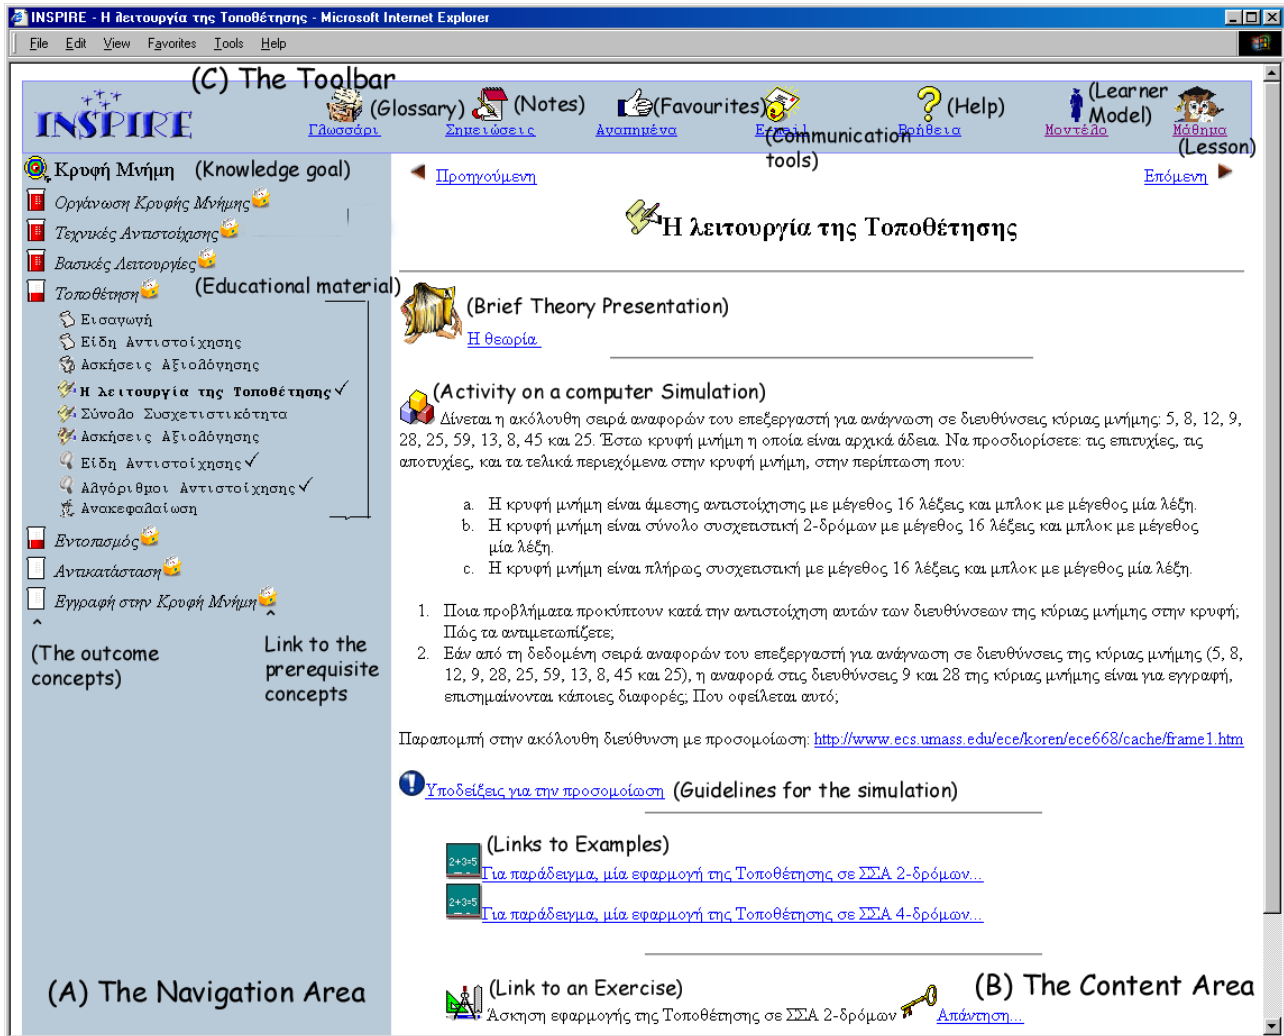 INSPIRE - Η λειτουργία της Τοποθέτησης - Microsoft Internet Explorer
File Edit View Favorites Tools Help
(C) The Toolbar
INSPIRE
(Glossary)
Γλωσσάρι
(Notes)
Σημειώσεις
(Favourites)
Αγαπημένα
E-mail
(Communication
tools)
(Help)
Βοήθεια
(Learner
Model)
Μοντέλο
Μάθημα
(Lesson)
Κρυφή Μνήμη (Knowledge goal)
Οργάνωση Κρυφής Μνήμης
Τεχνικές Αντιστοίχισης
Βασικές Λειτουργίες
Τοποθέτηση (Educational material)
Εισαγωγή
Είδη Αντιστοίχησης
Ασκήσεις Αξιολόγησης
Η λειτουργία της Τοποθέτησης
Σύνολο Συσχετιστικότητα
Ασκήσεις Αξιολόγησης
Είδη Αντιστοίχησης
Αλγόριθμοι Αντιστοίχησης
Ανακεφαλαίωση
Εντοπισμός
Αντικατάσταση
Εγγραφή στην Κρυφή Μνήμη
^ ^
(The outcome
concepts)
Link to the
prerequisite
concepts
(A) The Navigation Area
Προηγούμενη Επόμενη
Η λειτουργία της Τοποθέτησης
(Brief Theory Presentation)
Η θεωρία
(Activity on a computer Simulation)
Δίνεται η ακόλουθη σειρά αναφορών του επεξεργαστή για ανάγνωση σε διευθύνσεις κύριας μνήμης: 5, 8, 12, 9,
28, 25, 59, 13, 8, 45 και 25. Έστω κρυφή μνήμη η οποία είναι αρχικά άδεια. Να προσδιορίσετε: τις επιτυχίες, τις
αποτυχίες, και τα τελικά περιεχόμενα στην κρυφή μνήμη, στην περίπτωση που:
a. Η κρυφή μνήμη είναι άμεσης αντιστοίχησης με μέγεθος 16 λέξεις και μπλοκ με μέγεθος μία λέξη.
b. Η κρυφή μνήμη είναι σύνολο συσχετιστική 2-δρόμων με μέγεθος 16 λέξεις και μπλοκ με μέγεθος
μία λέξη.
c. Η κρυφή μνήμη είναι πλήρως συσχετιστική με μέγεθος 16 λέξεις και μπλοκ με μέγεθος μία λέξη.
1. Ποια προβλήματα προκύπτουν κατά την αντιστοίχηση αυτών των διευθύνσεων της κύριας μνήμης στην κρυφή;
Πώς τα αντιμετωπίζετε;
2. Εάν από τη δεδομένη σειρά αναφορών του επεξεργαστή για ανάγνωση σε διευθύνσεις της κύριας μνήμης (5, 8,
12, 9, 28, 25, 59, 13, 8, 45 και 25), η αναφορά στις διευθύνσεις 9 και 28 της κύριας μνήμης είναι για εγγραφή,
επισημαίνονται κάποιες διαφορές; Που οφείλεται αυτό;
Παραπομπή στην ακόλουθη διεύθυνση με προσομοίωση: http://www.ecs.umass.edu/ece/koren/ece668/cache/frame1.htm
Υποδείξεις για την προσομοίωση (Guidelines for the simulation)
(Links to Examples)
2+3=5
Για παράδειγμα, μία εφαρμογή της Τοποθέτησης σε ΣΣΑ 2-δρόμων...
2+3=5
Για παράδειγμα, μία εφαρμογή της Τοποθέτησης σε ΣΣΑ 4-δρόμων...
(Link to an Exercise)
Άσκηση εφαρμογής της Τοποθέτησης σε ΣΣΑ 2-δρόμων Απάντηση...
(B) The Content Area